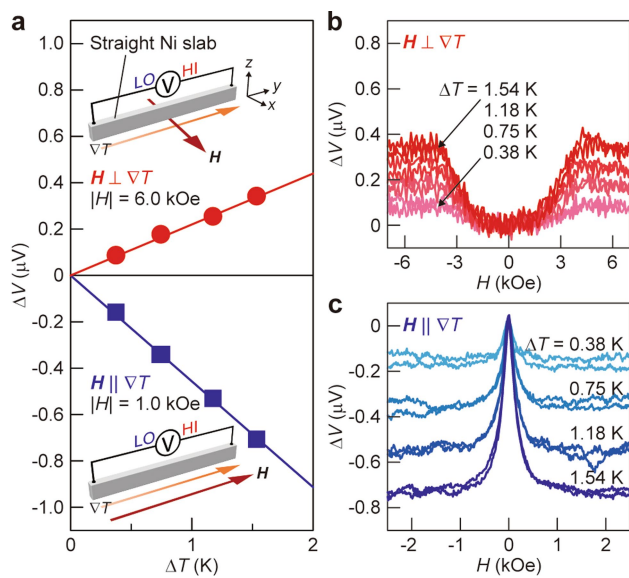 a
Straight Ni slab
LO
V
HI
z
y
x
∇T
H
H ⊥ ∇T
|H| = 6.0 kOe
H || ∇T
|H| = 1.0 kOe
LO
V
HI
∇T
H
1.0
0.8
0.6
0.4
0.2
0
-0.2
-0.4
-0.6
-0.8
-1.0
ΔV (μV)
0 1 2
ΔT (K)
b
H ⊥ ∇T
ΔT = 1.54 K
1.18 K
0.75 K
0.38 K
0.8
0.6
0.4
0.2
0
ΔV (μV)
-6 -3 0 3 6
H (kOe)
c
H || ∇T
ΔT = 0.38 K
0.75 K
1.18 K
1.54 K
0
-0.2
-0.4
-0.6
-0.8
ΔV (μV)
-2 -1 0 1 2
H (kOe)